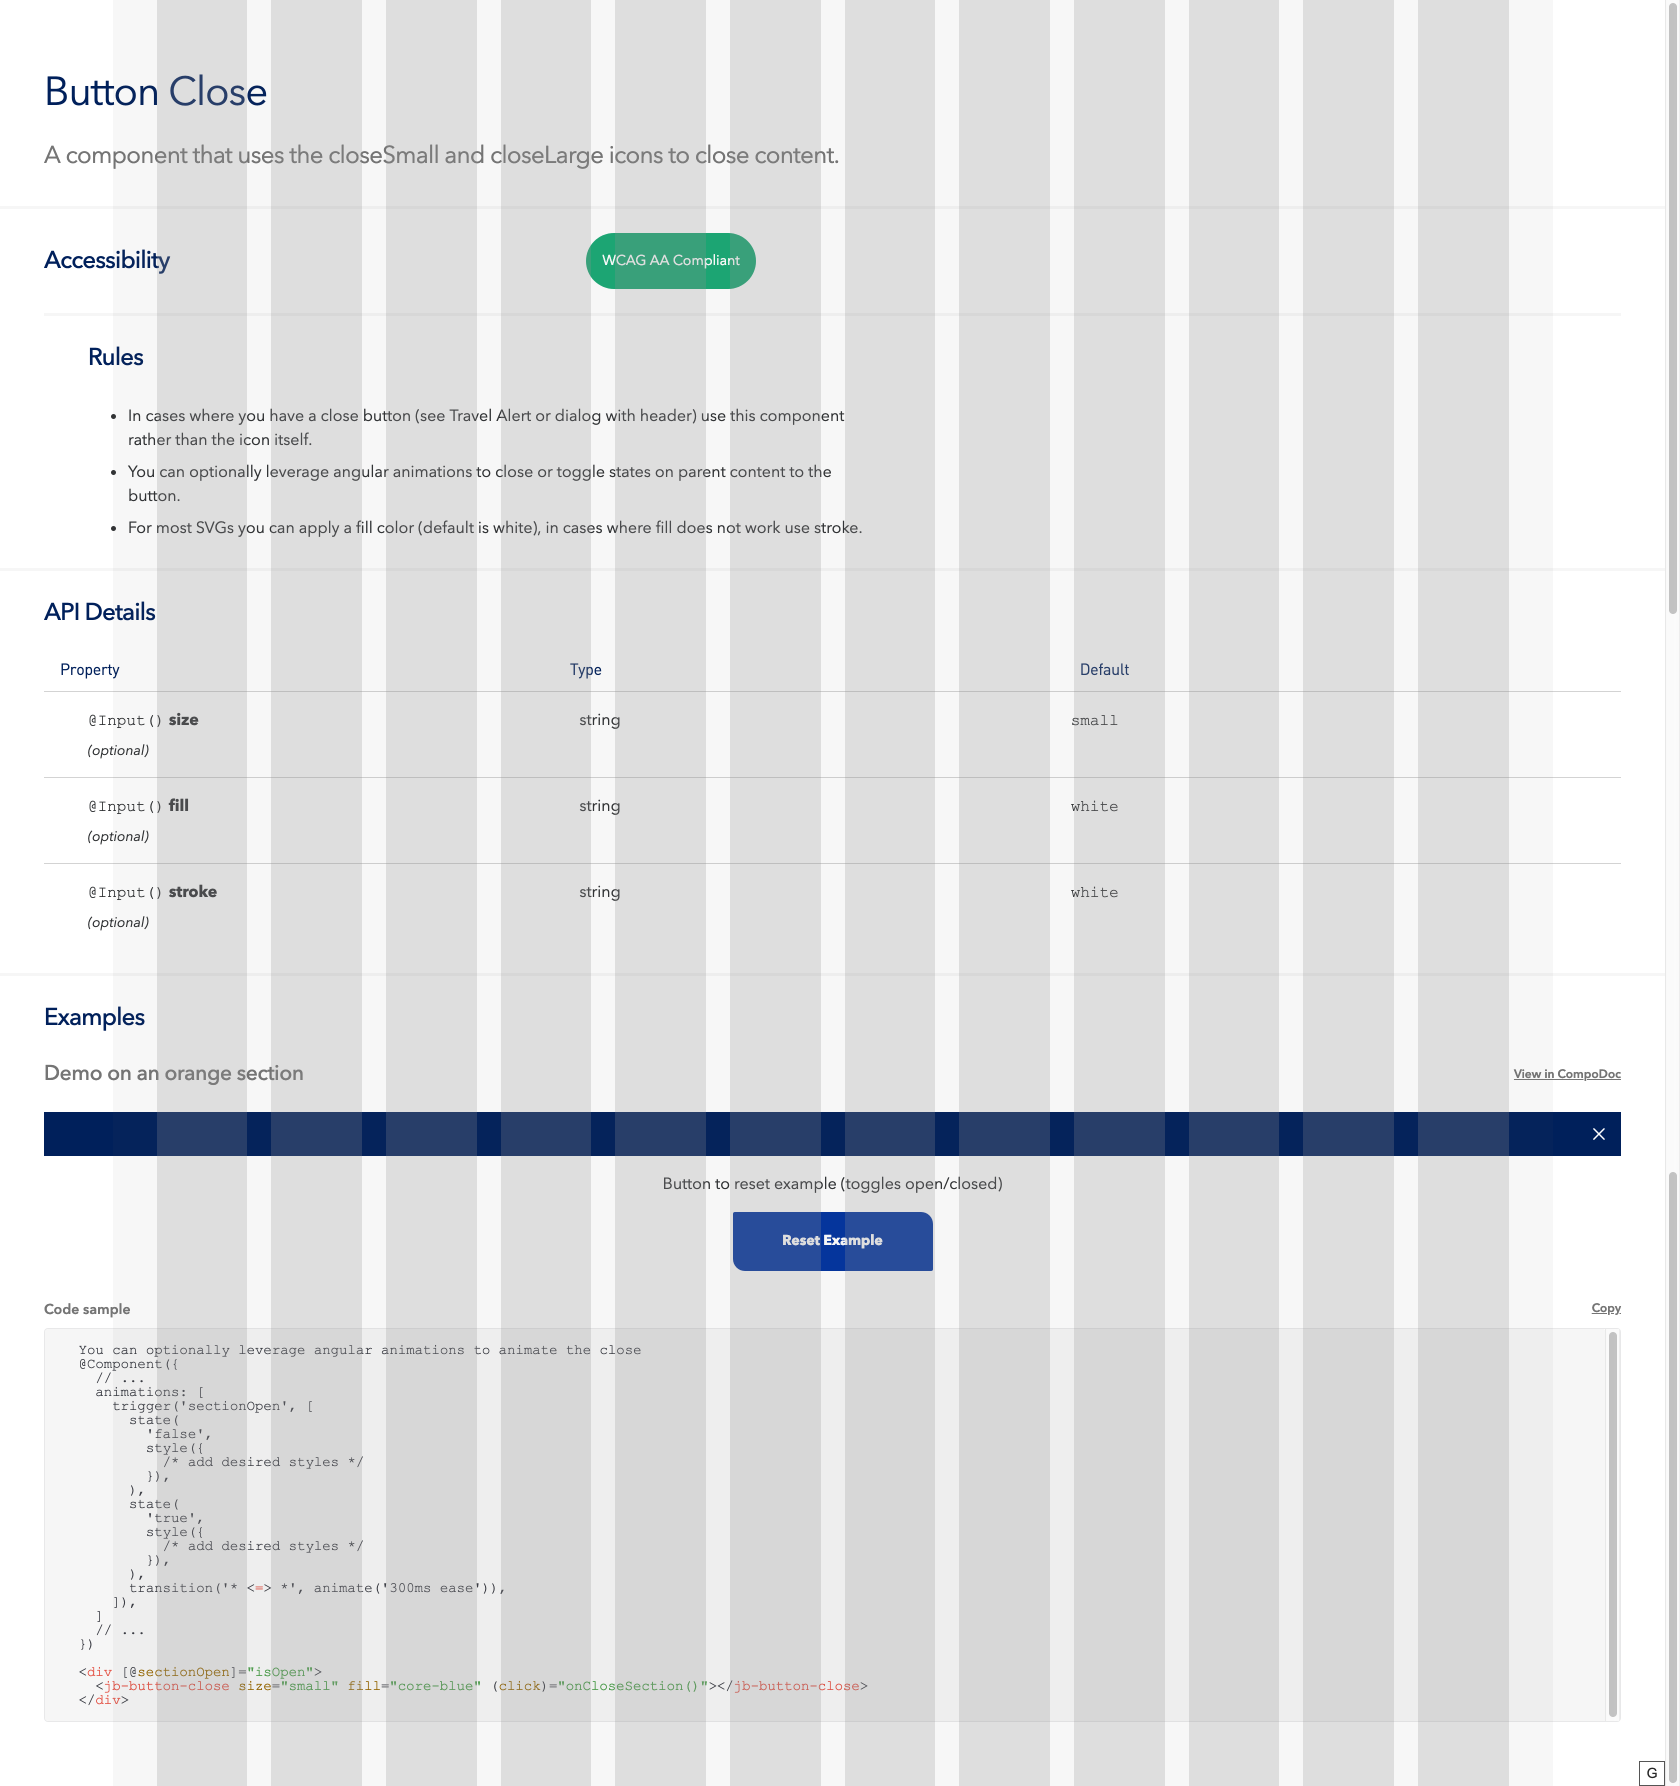 Button Close
A component that uses the closeSmall and closeLarge icons to close content.
Accessibility
WCAG AA Compliant
Rules
• In cases where you have a close button (see Travel Alert or dialog with header) use this component
rather than the icon itself.
• You can optionally leverage angular animations to close or toggle states on parent content to the
button.
• For most SVGs you can apply a fill color (default is white), in cases where fill does not work use stroke.
API Details
Property Type Default
@Input() size string small
(optional)
@Input() fill string white
(optional)
@Input() stroke string white
(optional)
Examples
Demo on an orange section View in CompoDoc
Button to reset example (toggles open/closed)
Reset Example
Code sample Copy
You can optionally leverage angular animations to animate the close
@Component({
  // ...
  animations: [
    trigger('sectionOpen', [
      state(
        'false',
        style({
          /* add desired styles */
        }),
      ),
      state(
        'true',
        style({
          /* add desired styles */
        }),
      ),
      transition('* <=> *', animate('300ms ease')),
    ]),
  ]
  // ...
})
<div [@sectionOpen]="isOpen">
  <jb-button-close size="small" fill="core-blue" (click)="onCloseSection()"></jb-button-close>
</div>
G